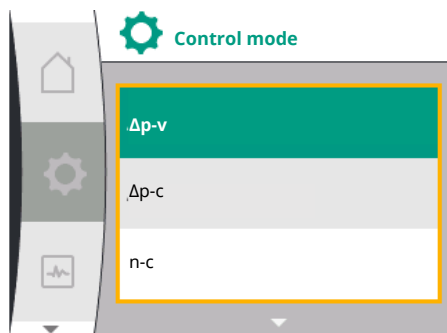 Control mode
Δp-v
Δp-c
n-c